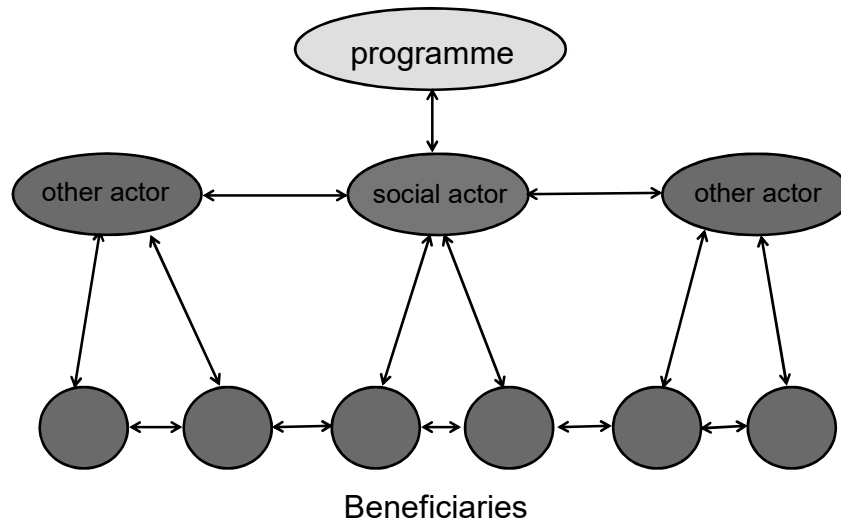 programme
other actor
social actor
other actor
Beneficiaries